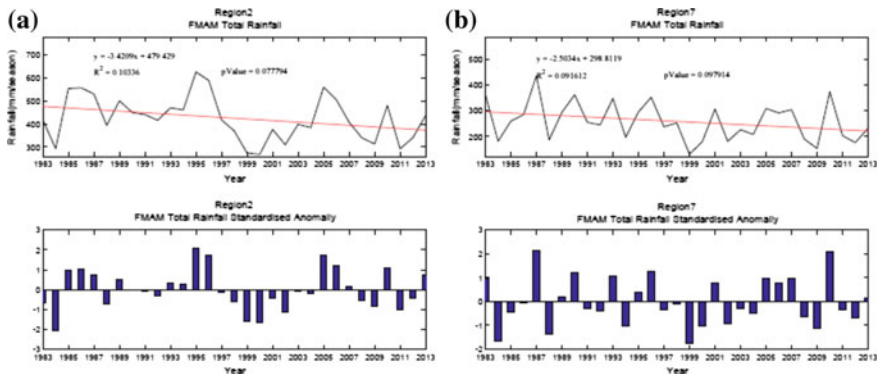 (a)
Region2
FMAM Total Rainfall
y = -3.4209x + 479.429
R2 = 0.10336
pValue = 0.077794
Rainfall(mm/season)
700
600
500
400
300
1983 1985 1987 1989 1991 1993 1995 1997 1999 2001 2003 2005 2007 2009 2011 2013
Year
Region2
FMAM Total Rainfall Standardised Anomally
3
2
1
0
-1
-2
-3
1983 1985 1987 1989 1991 1993 1995 1997 1999 2001 2003 2005 2007 2009 2011 2013
Year
(b)
Region7
FMAM Total Rainfall
y = -2.5034x + 298.8119
R2 = 0.091612
pValue = 0.097914
Rainfall(mm/season)
500
400
300
200
1983 1985 1987 1989 1991 1993 1995 1997 1999 2001 2003 2005 2007 2009 2011 2013
Year
Region7
FMAM Total Rainfall Standardised Anomally
3
2
1
0
-1
-2
1983 1985 1987 1989 1991 1993 1995 1997 1999 2001 2003 2005 2007 2009 2011 2013
Year